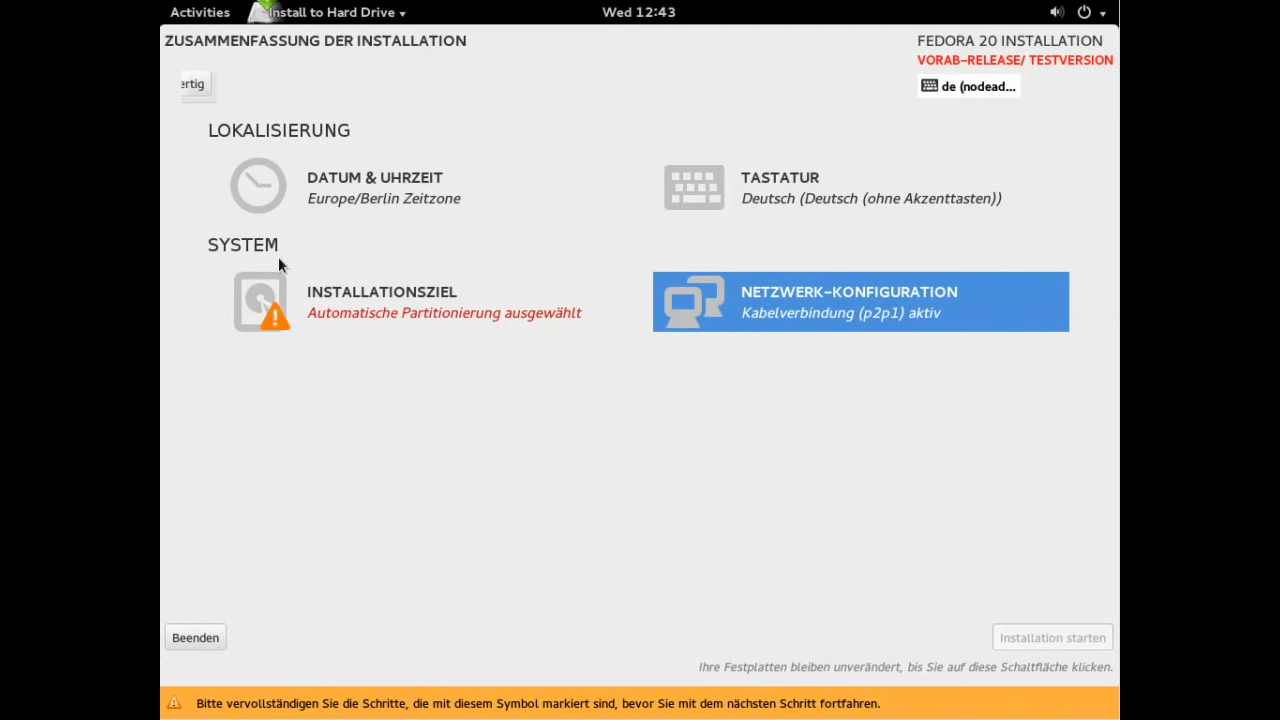 Activities Install to Hard Drive Wed 12:43
ZUSAMMENFASSUNG DER INSTALLATION
FEDORA 20 INSTALLATION
VORAB-RELEASE/ TESTVERSION
ertig
de (nodead...
LOKALISIERUNG
DATUM & UHRZEIT
Europe/Berlin Zeitzone
TASTATUR
Deutsch (Deutsch (ohne Akzenttasten))
SYSTEM
INSTALLATIONSZIEL
Automatische Partitionierung ausgewählt
NETZWERK-KONFIGURATION
Kabelverbindung (p2p1) aktiv
Beenden
Installation starten
Ihre Festplatten bleiben unverändert, bis Sie auf diese Schaltfläche klicken.
Bitte vervollständigen Sie die Schritte, die mit diesem Symbol markiert sind, bevor Sie mit dem nächsten Schritt fortfahren.